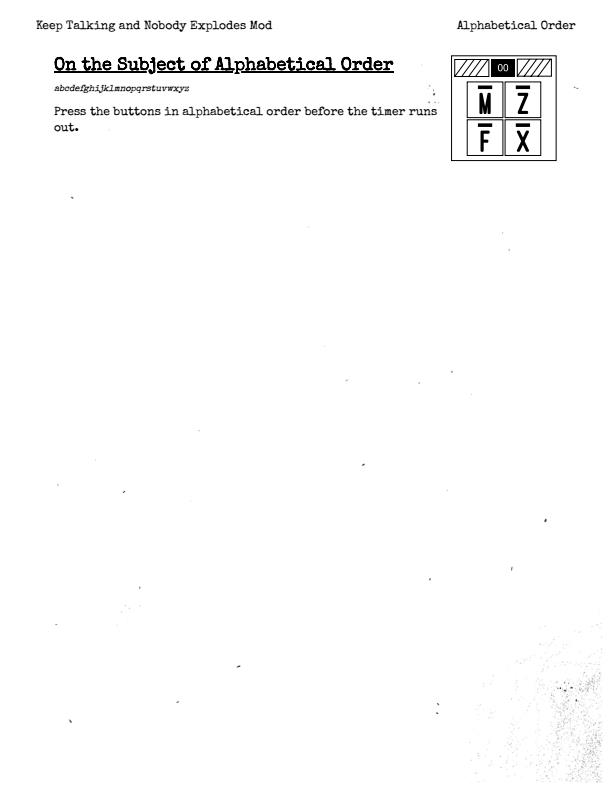 Keep Talking and Nobody Explodes Mod
Alphabetical Order
On the Subject of Alphabetical Order
abcdefghijklmnopqrstuvwxyz
Press the buttons in alphabetical order before the timer runs
out.
00
M Z
F X